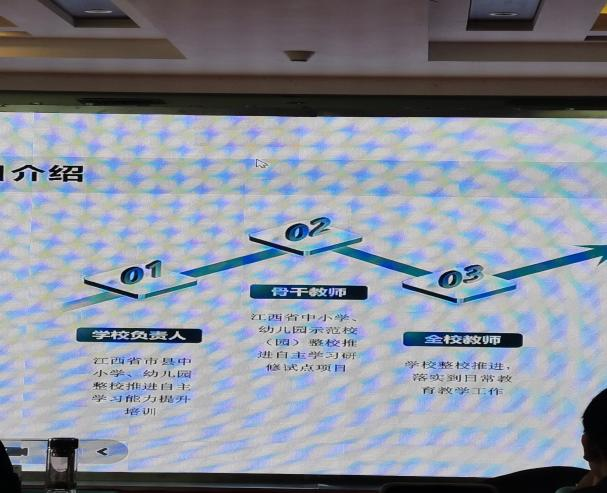 介绍
01
学校负责人
江西省市县中
小学、幼儿园
整校推进自主
学习能力提升
培训
02
骨干教师
江西省中小学、
幼儿园示范校
（园）整校推
进自主学习研
修试点项目
03
全校教师
学校整校推进，
落实到日常教
育教学工作